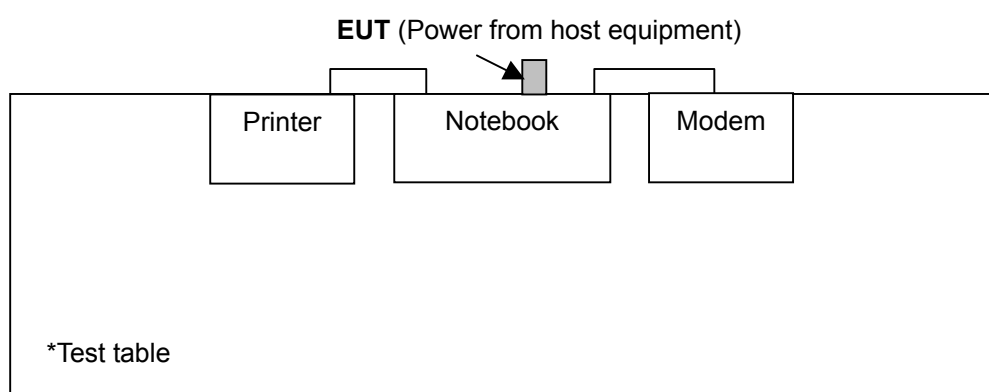 EUT (Power from host equipment)
Printer
Notebook
Modem
*Test table